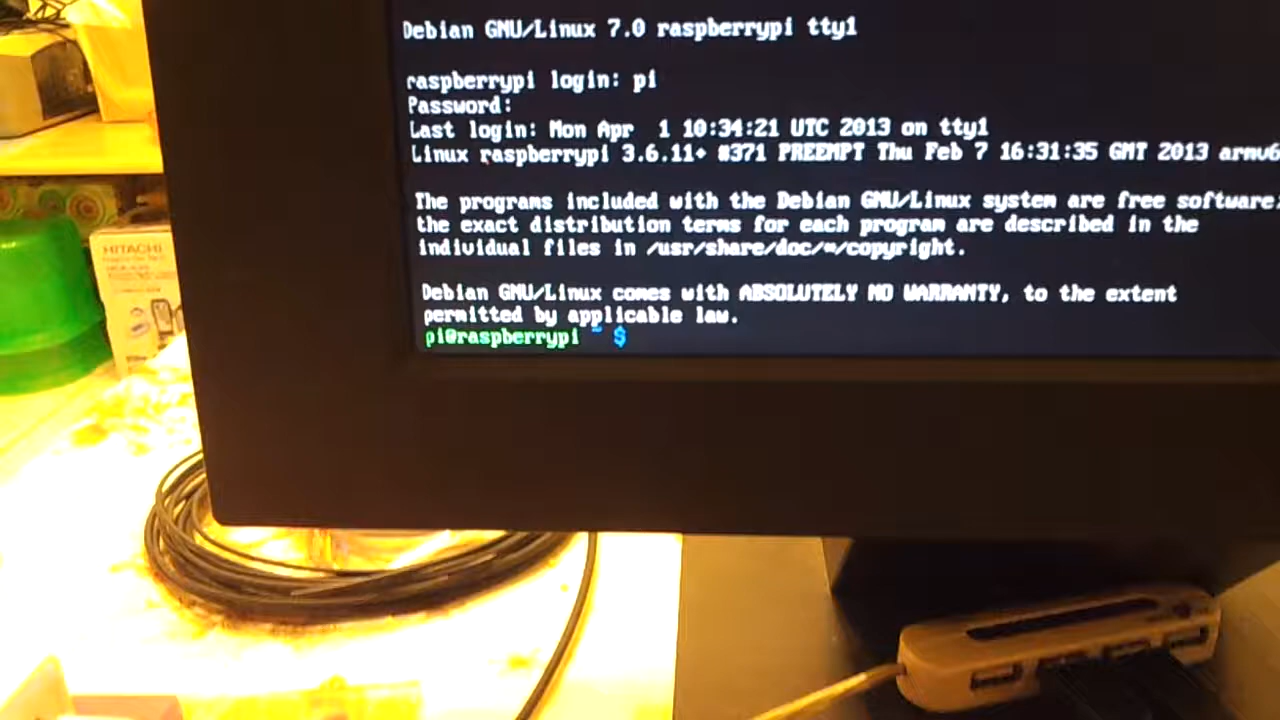 Debian GNU/Linux 7.0 raspberrypi tty1
raspberrypi login: pi
Password:
Last login: Mon Apr  1 10:34:21 UTC 2013 on tty1
Linux raspberrypi 3.6.11+ #371 PREEMPT Thu Feb 7 16:31:35 GMT 2013 armv6
The programs included with the Debian GNU/Linux system are free software;
the exact distribution terms for each program are described in the
individual files in /usr/share/doc/*/copyright.
Debian GNU/Linux comes with ABSOLUTELY NO WARRANTY, to the extent
permitted by applicable law.
pi@raspberrypi ~ $
HITACHI